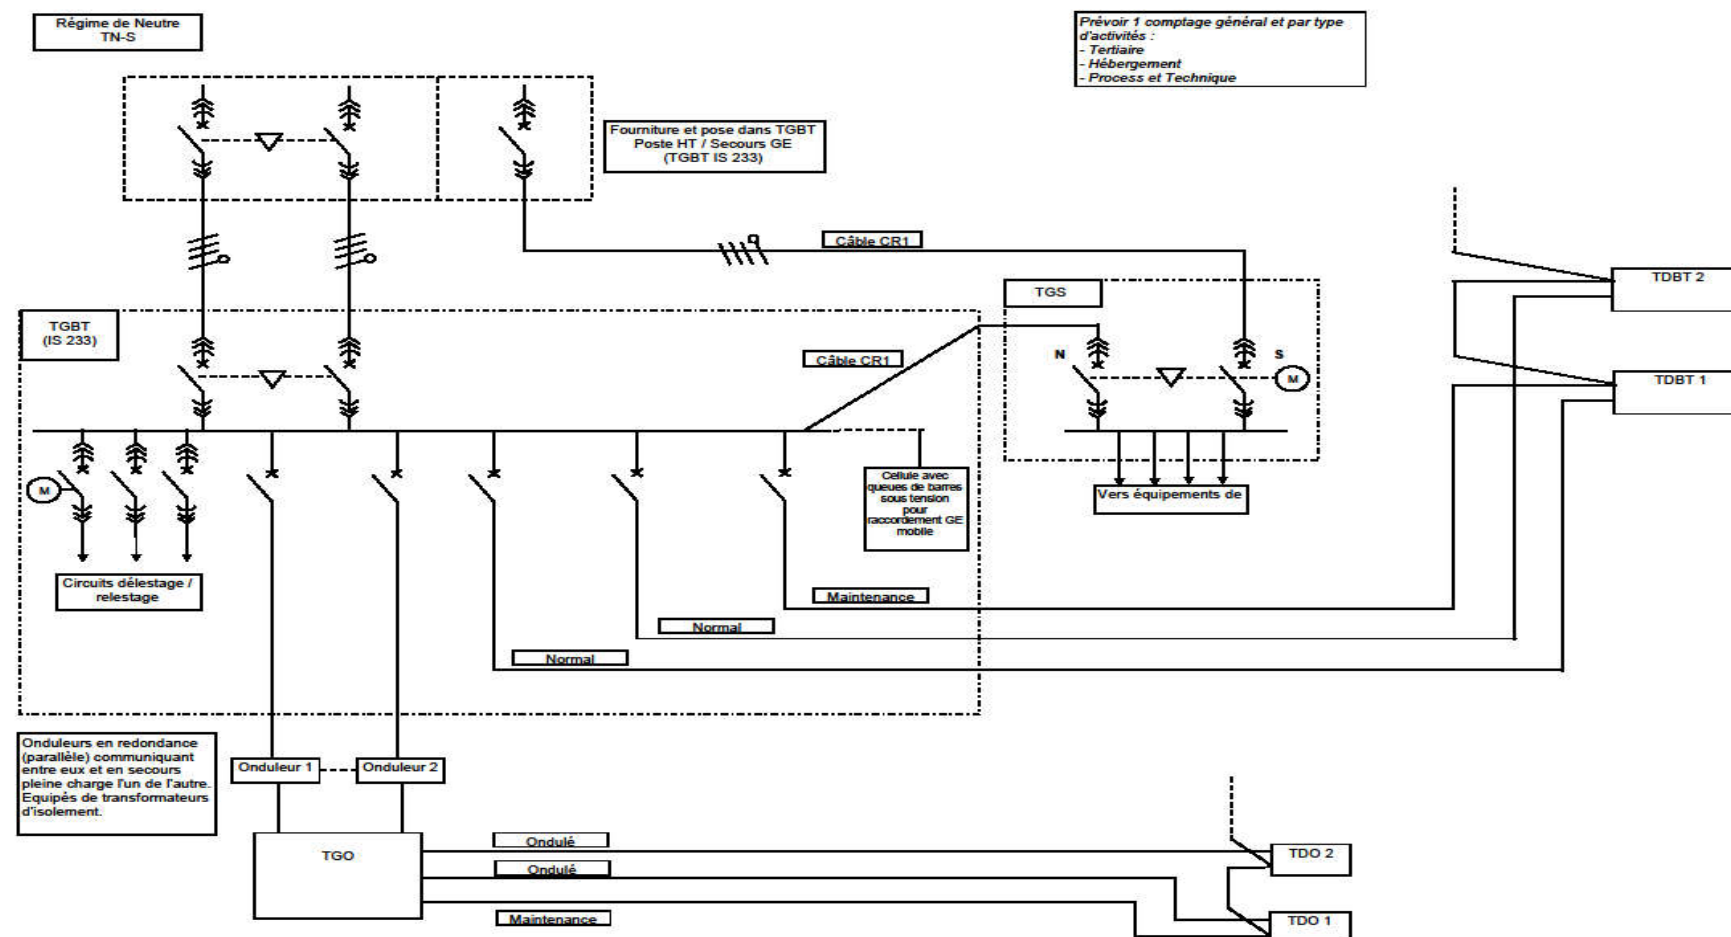 Régime de Neutre
TN-S
Prévoir 1 comptage général et par type
d'activités :
- Tertiaire
- Hébergement
- Process et Technique
Fourniture et pose dans TGBT
Poste HT / Secours GE
(TGBT IS 233)
Câble CR1
TGS
TDBT 2
TGBT
(IS 233)
Câble CR1
N
S
M
TDBT 1
M
Cellule avec
queues de barres
sous tension
pour
raccordement GE
mobile
Vers équipements de
Circuits délestage /
relestage
Maintenance
Normal
Normal
Onduleurs en redondance
(parallèle) communiquant
entre eux et en secours
pleine charge l'un de l'autre.
Equipés de transformateurs
d'isolement.
Onduleur 1
Onduleur 2
TGO
Ondulé
TDO 2
Ondulé
Maintenance
TDO 1